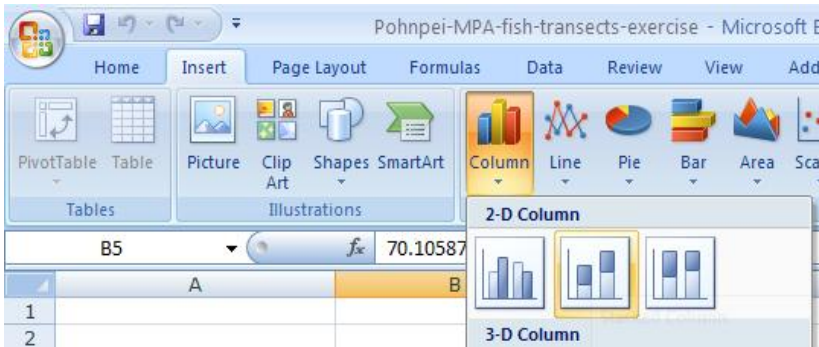 Pohnpei-MPA-fish-transects-exercise - Microsoft E
Home Insert Page Layout Formulas Data Review View Add
PivotTable Table Picture Clip Art Shapes SmartArt Column Line Pie Bar Area Sca
Tables Illustrations
2-D Column
B5 fx 70.10587
A B
1
2
3-D Column